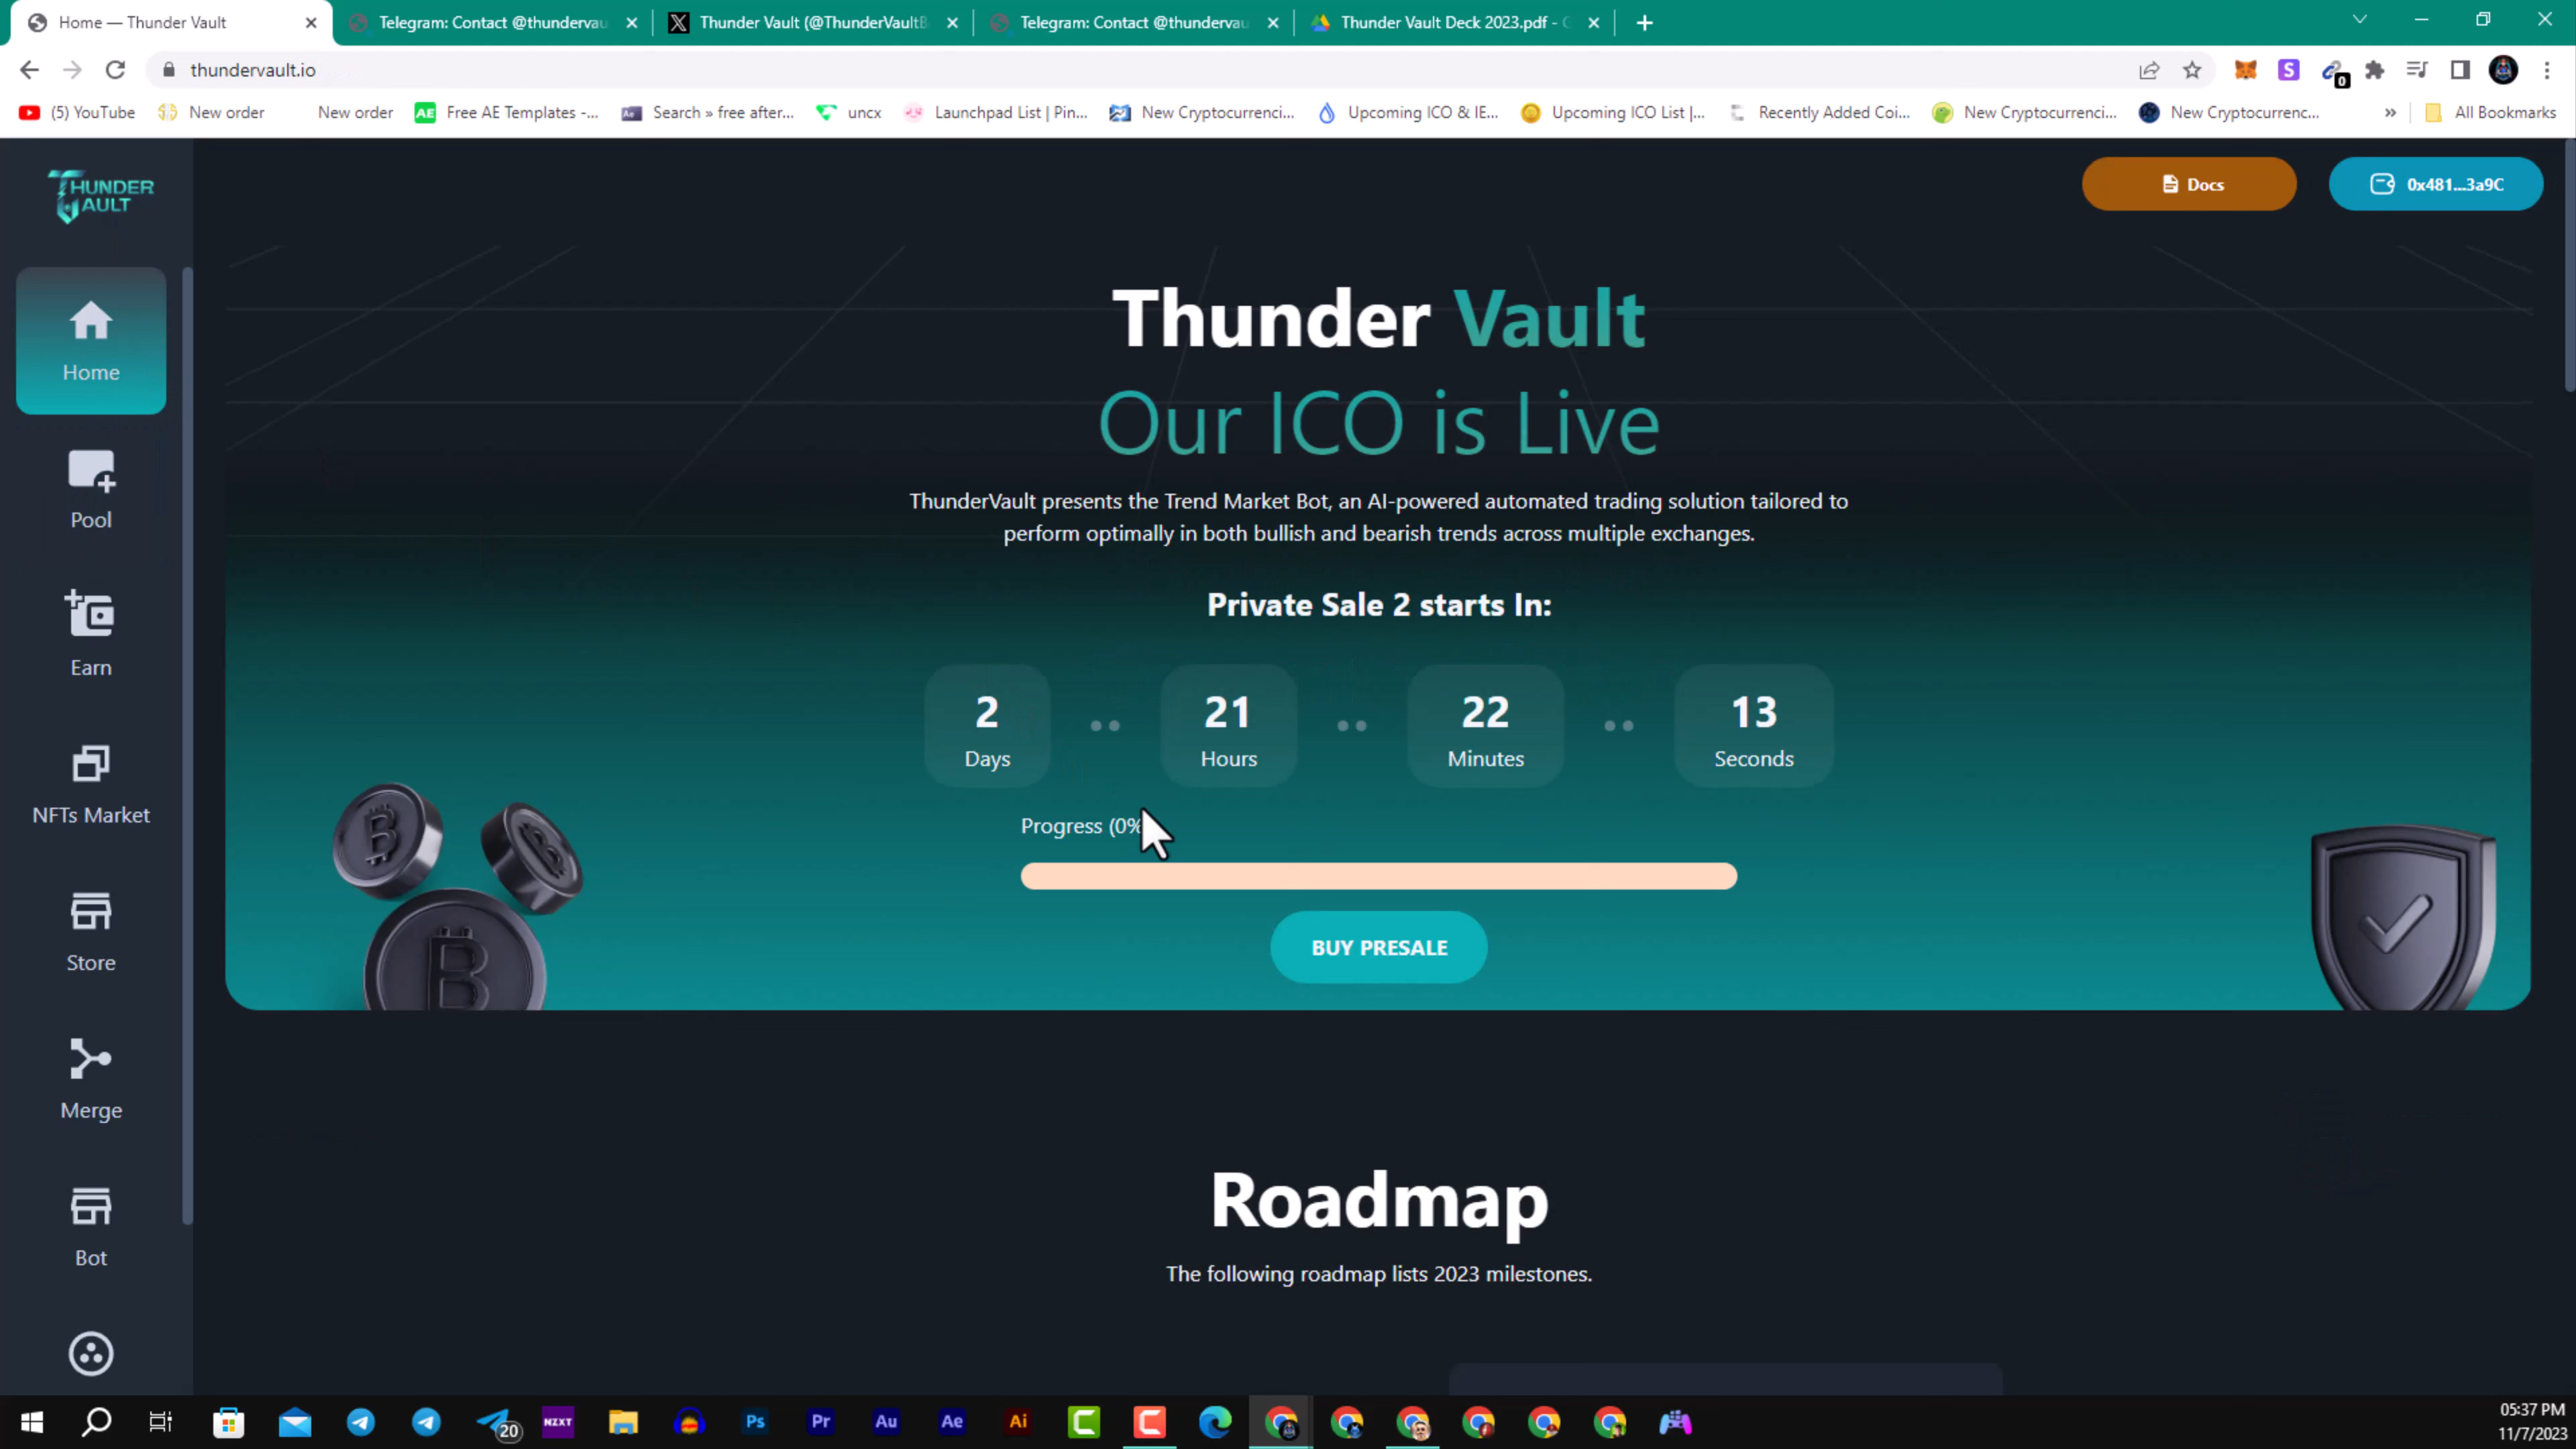 Home — Thunder Vault
Telegram: Contact @thundervau
Thunder Vault (@ThunderVaultB
Telegram: Contact @thundervau
Thunder Vault Deck 2023.pdf -
thundervault.io
S
0
(5) YouTube
New order
New order
AE
Free AE Templates -...
Ae
Search » free after...
uncx
Launchpad List | Pin...
New Cryptocurrenci...
Upcoming ICO & IE...
Upcoming ICO List |...
Recently Added Coi...
New Cryptocurrenci...
New Cryptocurrenc...
»
All Bookmarks
THUNDER
VAULT
Docs
0x481...3a9C
Home
Pool
Earn
NFTs Market
Store
Merge
Bot
Thunder Vault
Our ICO is Live
ThunderVault presents the Trend Market Bot, an AI-powered automated trading solution tailored to
perform optimally in both bullish and bearish trends across multiple exchanges.
Private Sale 2 starts In:
2
Days
21
Hours
22
Minutes
13
Seconds
Progress (0%
BUY PRESALE
Roadmap
The following roadmap lists 2023 milestones.
20
NZXT
Ps
Pr
Au
Ae
Ai
05:37 PM
11/7/2023